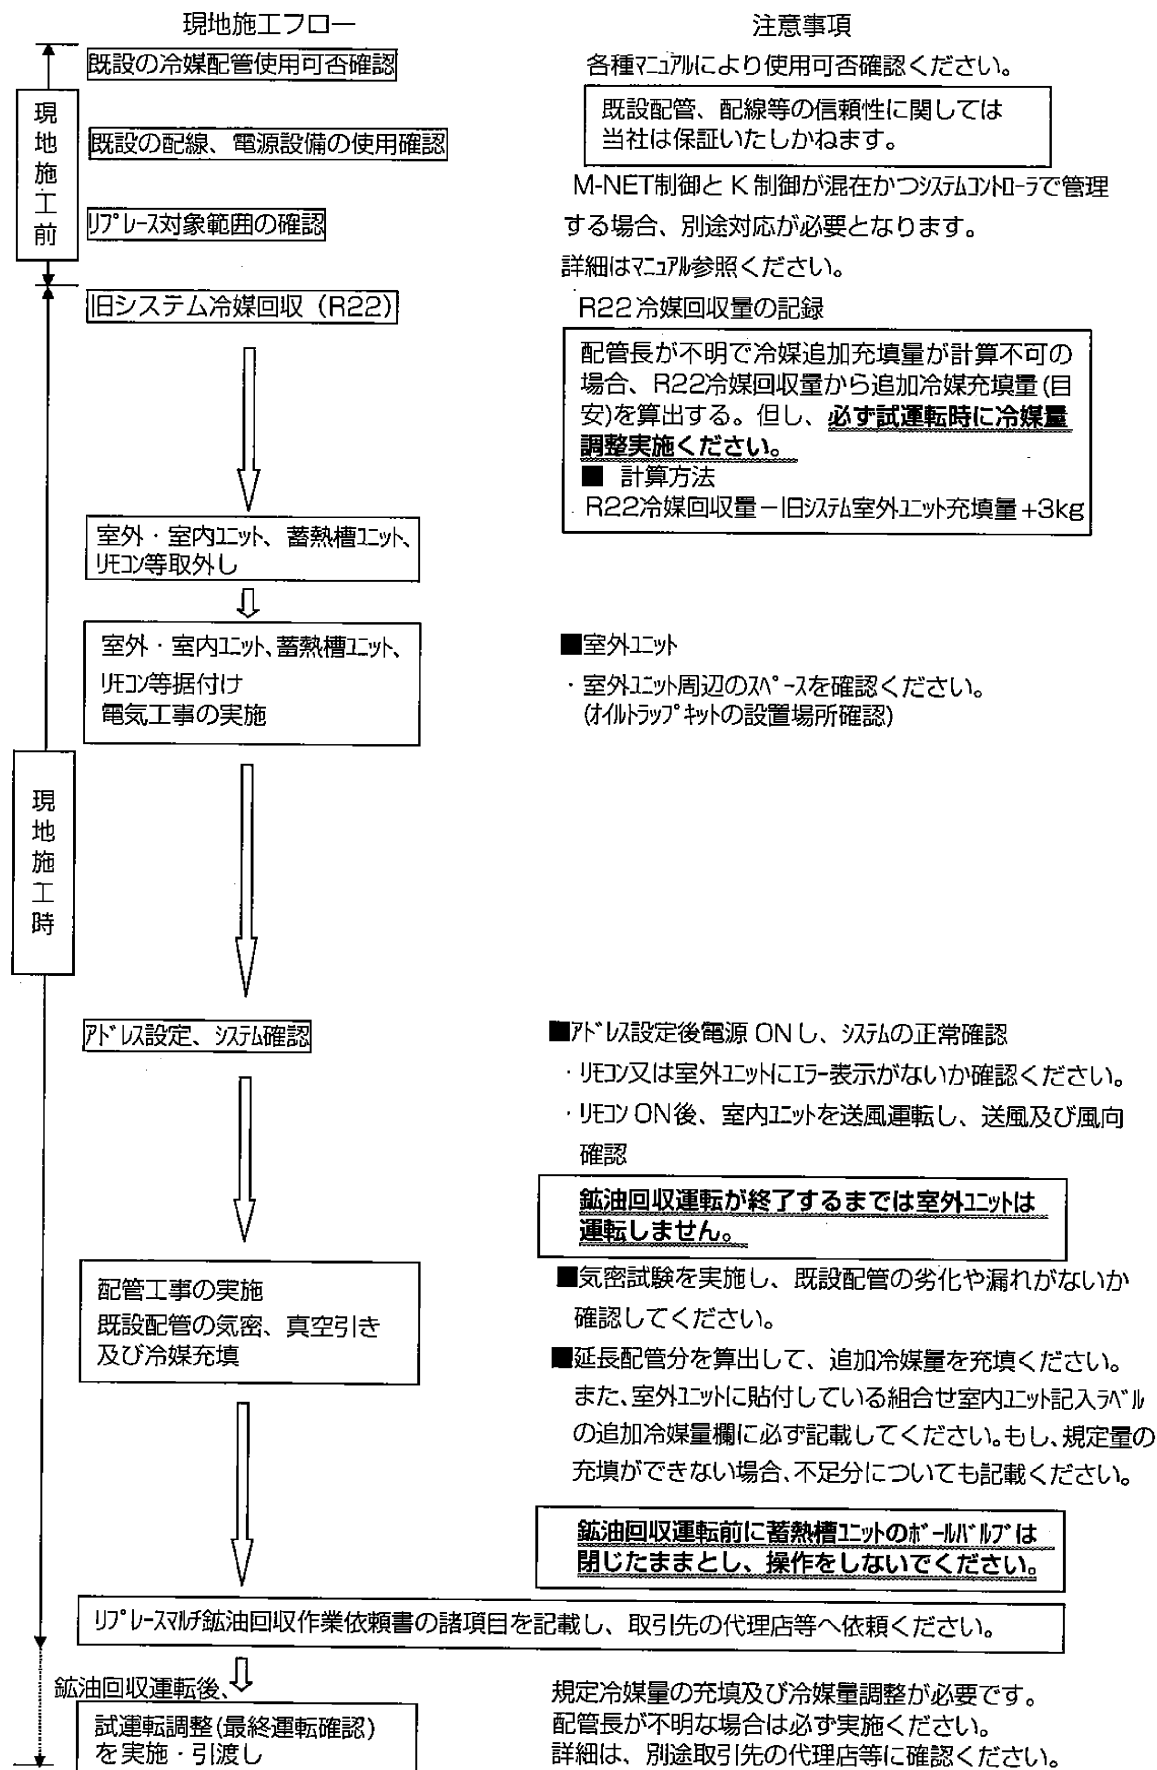 現地施工フロー
注意事項
既設の冷媒配管使用可否確認
各種マニュアルにより使用可否確認ください。
現地施工前
既設配管、配線等の信頼性に関しては
当社は保証いたしかねます。
既設の配線、電源設備の使用確認
M-NET制御とK制御が混在かつシステムコントローラで管理
リプレース対象範囲の確認
する場合、別途対応が必要となります。
詳細はマニュアル参照ください。
旧システム冷媒回収（R22）
R22冷媒回収量の記録
配管長が不明で冷媒追加充填量が計算不可の
場合、R22冷媒回収量から追加冷媒充填量(目
安)を算出する。但し、必ず試運転時に冷媒量
調整実施ください。
■ 計算方法
R22冷媒回収量－旧システム室外ユニット充填量+3kg
室外・室内ユニット、蓄熱槽ユニット、
リモコン等取外し
室外・室内ユニット、蓄熱槽ユニット、
リモコン等据付け
電気工事の実施
■室外ユニット
・室外ユニット周辺のスペースを確認ください。
(オイルトラップキットの設置場所確認)
現地施工時
アドレス設定、システム確認
■アドレス設定後電源ONし、システムの正常確認
・リモコン又は室外ユニットにエラー表示がないか確認ください。
・リモコンON後、室内ユニットを送風運転し、送風及び風向
確認
鉱油回収運転が終了するまでは室外ユニットは
運転しません。
配管工事の実施
既設配管の気密、真空引き
及び冷媒充填
■気密試験を実施し、既設配管の劣化や漏れがないか
確認してください。
■延長配管分を算出して、追加冷媒量を充填ください。
また、室外ユニットに貼付している組合せ室内ユニット記入ラベル
の追加冷媒量欄に必ず記載してください。もし、規定量の
充填ができない場合、不足分についても記載ください。
鉱油回収運転前に蓄熱槽ユニットのボールバルブは
閉じたままとし、操作をしないでください。
リプレースマルチ鉱油回収作業依頼書の諸項目を記載し、取引先の代理店等へ依頼ください。
鉱油回収運転後、
試運転調整(最終運転確認)
を実施・引渡し
規定冷媒量の充填及び冷媒量調整が必要です。
配管長が不明な場合は必ず実施ください。
詳細は、別途取引先の代理店等に確認ください。